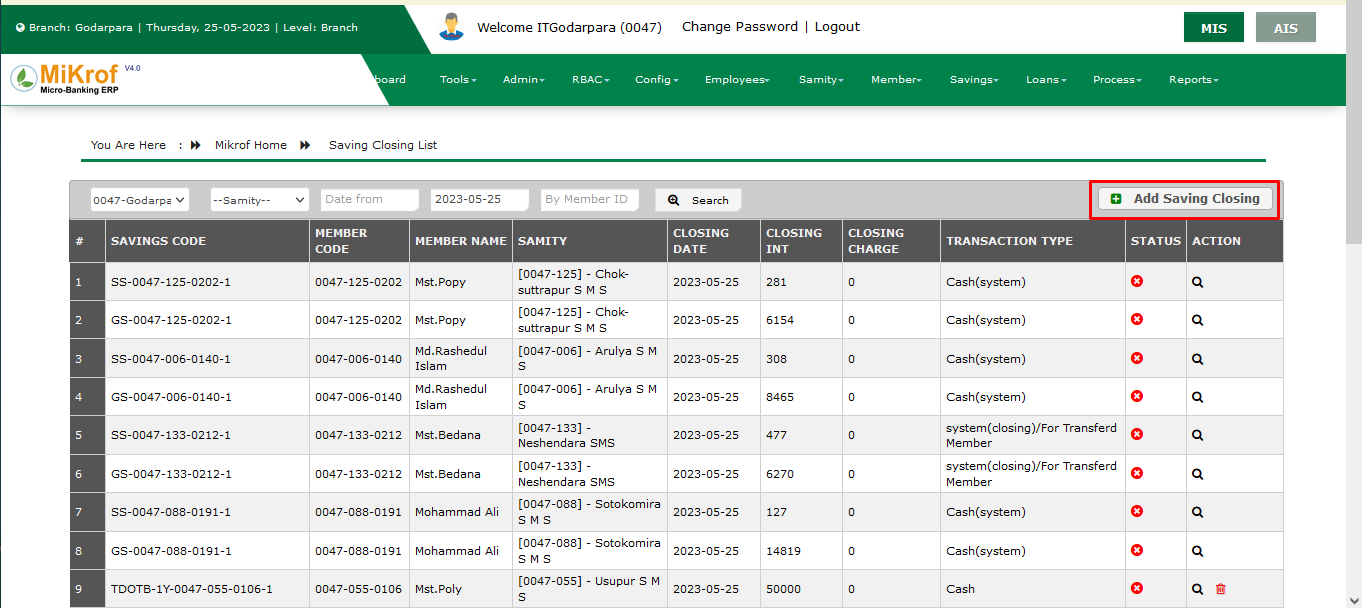 Branch: Godarpara | Thursday, 25-05-2023 | Level: Branch
Welcome ITGodarpara (0047) Change Password | Logout
MIS AIS
MiKrof V4.0
Micro-Banking ERP
board Tools Admin RBAC Config Employees Samity Member Savings Loans Process Reports
You Are Here : Mikrof Home Saving Closing List
0047-Godarpa --Samity-- Date from 2023-05-25 By Member ID Search Add Saving Closing
# SAVINGS CODE MEMBER CODE MEMBER NAME SAMITY CLOSING DATE CLOSING INT CLOSING CHARGE TRANSACTION TYPE STATUS ACTION
1 SS-0047-125-0202-1 0047-125-0202 Mst.Popy [0047-125] - Chok-suttrapur S M S 2023-05-25 281 0 Cash(system)
2 GS-0047-125-0202-1 0047-125-0202 Mst.Popy [0047-125] - Chok-suttrapur S M S 2023-05-25 6154 0 Cash(system)
3 SS-0047-006-0140-1 0047-006-0140 Md.Rashedul Islam [0047-006] - Arulya S M S 2023-05-25 308 0 Cash(system)
4 GS-0047-006-0140-1 0047-006-0140 Md.Rashedul Islam [0047-006] - Arulya S M S 2023-05-25 8465 0 Cash(system)
5 SS-0047-133-0212-1 0047-133-0212 Mst.Bedana [0047-133] - Neshendara SMS 2023-05-25 477 0 system(closing)/For Transferd Member
6 GS-0047-133-0212-1 0047-133-0212 Mst.Bedana [0047-133] - Neshendara SMS 2023-05-25 6270 0 system(closing)/For Transferd Member
7 SS-0047-088-0191-1 0047-088-0191 Mohammad Ali [0047-088] - Sotokomira S M S 2023-05-25 127 0 Cash(system)
8 GS-0047-088-0191-1 0047-088-0191 Mohammad Ali [0047-088] - Sotokomira S M S 2023-05-25 14819 0 Cash(system)
9 TDOTB-1Y-0047-055-0106-1 0047-055-0106 Mst.Poly [0047-055] - Usupur S M S 2023-05-25 50000 0 Cash